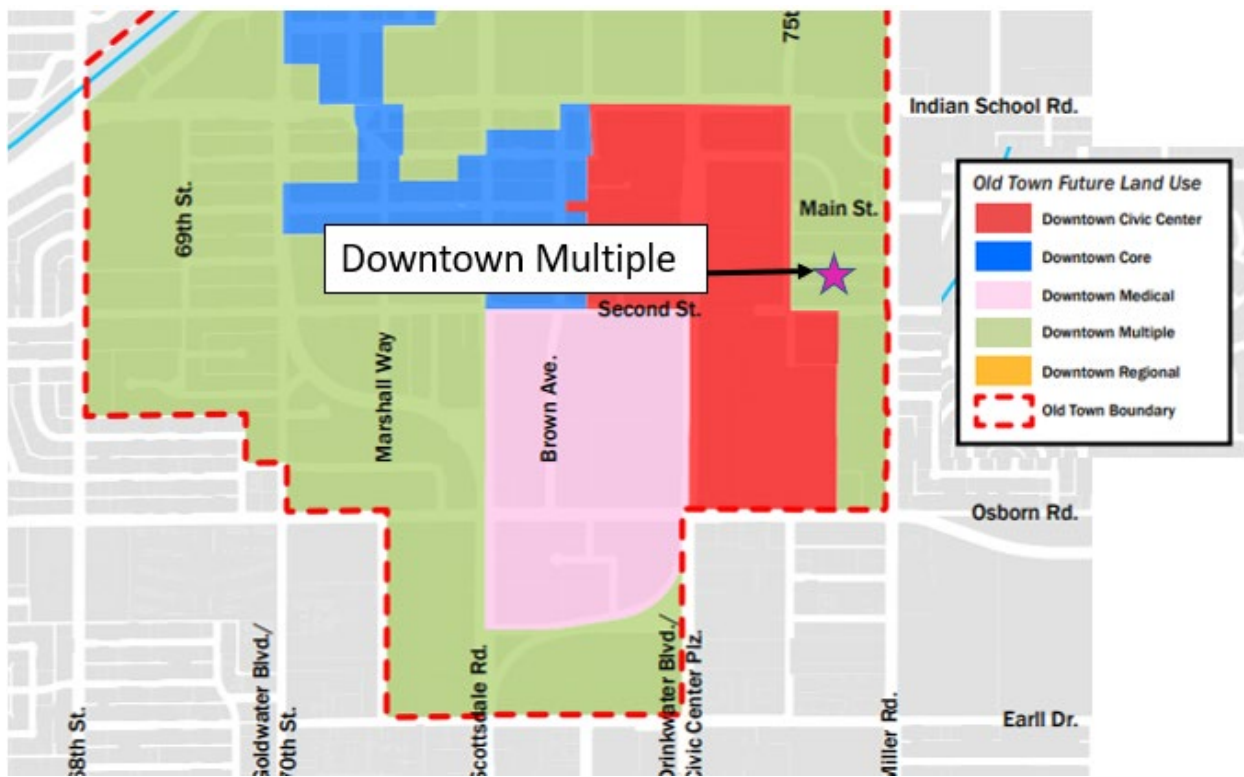 75t
Indian School Rd.
Old Town Future Land Use
Downtown Civic Center
Downtown Core
Downtown Medical
Downtown Multiple
Downtown Regional
Old Town Boundary
69th St.
Main St.
Downtown Multiple
Second St.
Marshall Way
Brown Ave.
Osborn Rd.
68th St.
Goldwater Blvd./
70th St.
Scottsdale Rd.
Drinkwater Blvd./
Civic Center Plz.
Miller Rd.
Earll Dr.